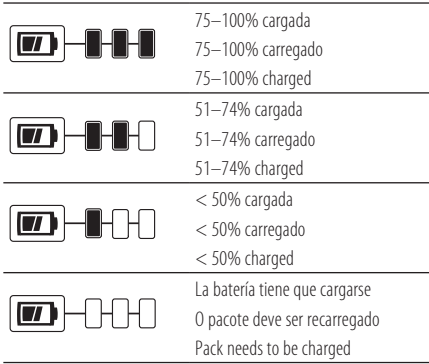 75–100% cargada
75–100% carregado
75–100% charged
51–74% cargada
51–74% carregado
51–74% charged
< 50% cargada
< 50% carregado
< 50% charged
La batería tiene que cargarse
O pacote deve ser recarregado
Pack needs to be charged